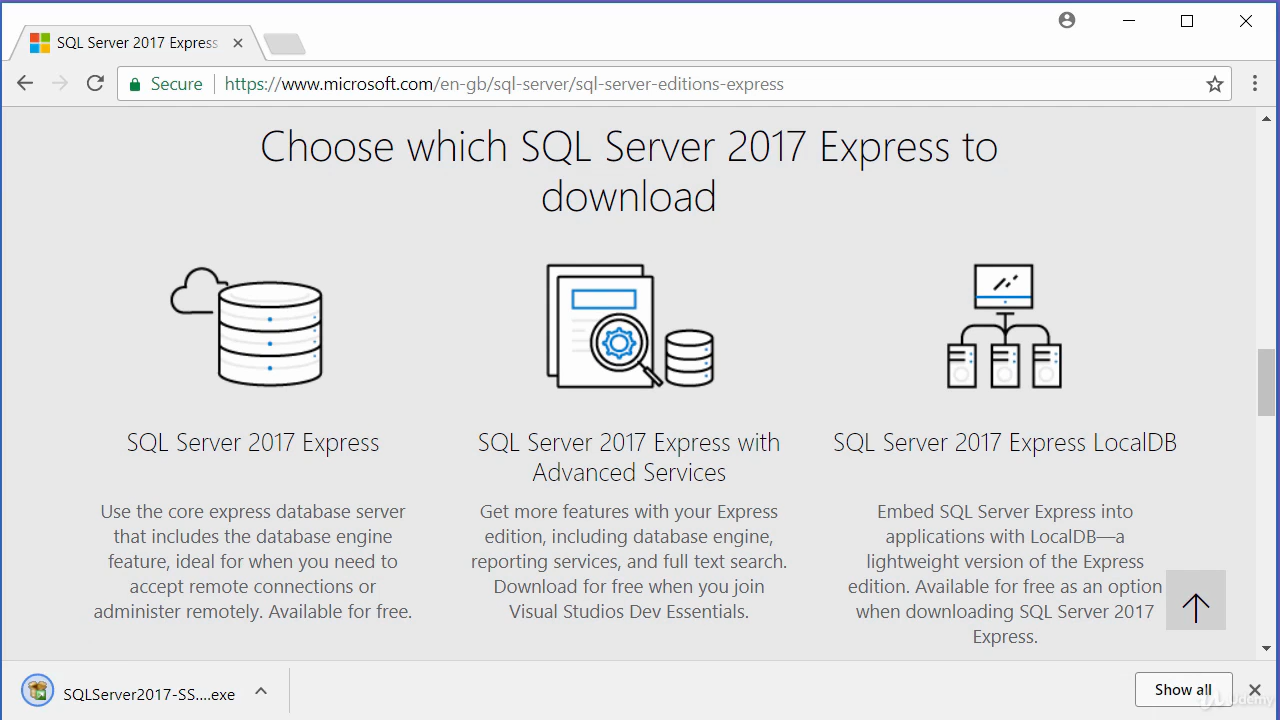 SQL Server 2017 Express
Secure
https://www.microsoft.com/en-gb/sql-server/sql-server-editions-express
Choose which SQL Server 2017 Express to
download
SQL Server 2017 Express
Use the core express database server
that includes the database engine
feature, ideal for when you need to
accept remote connections or
administer remotely. Available for free.
SQL Server 2017 Express with
Advanced Services
Get more features with your Express
edition, including database engine,
reporting services, and full text search.
Download for free when you join
Visual Studios Dev Essentials.
SQL Server 2017 Express LocalDB
Embed SQL Server Express into
applications with LocalDB—a
lightweight version of the Express
edition. Available for free as an option
when downloading SQL Server 2017
Express.
SQLServer2017-SS....exe
Show all
Udemy